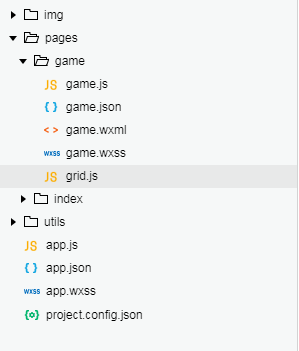 img
pages
game
JS game.js
{ } game.json
< > game.wxml
WXSS game.wxss
JS grid.js
index
utils
JS app.js
{ } app.json
WXSS app.wxss
{o} project.config.json